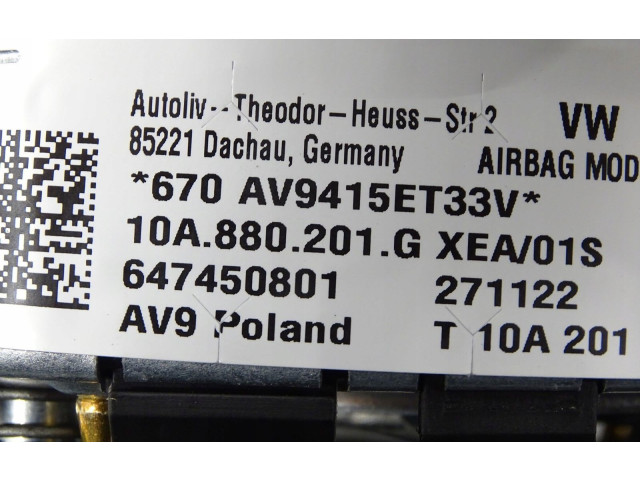 Autoliv--Theodor-Heuss-Str 2 VW
85221 Dachau, Germany AIRBAG MOD
*670 AV9415ET33V*
10A.880.201.G XEA/01S
647450801 271122
AV9 Poland T 10A 201